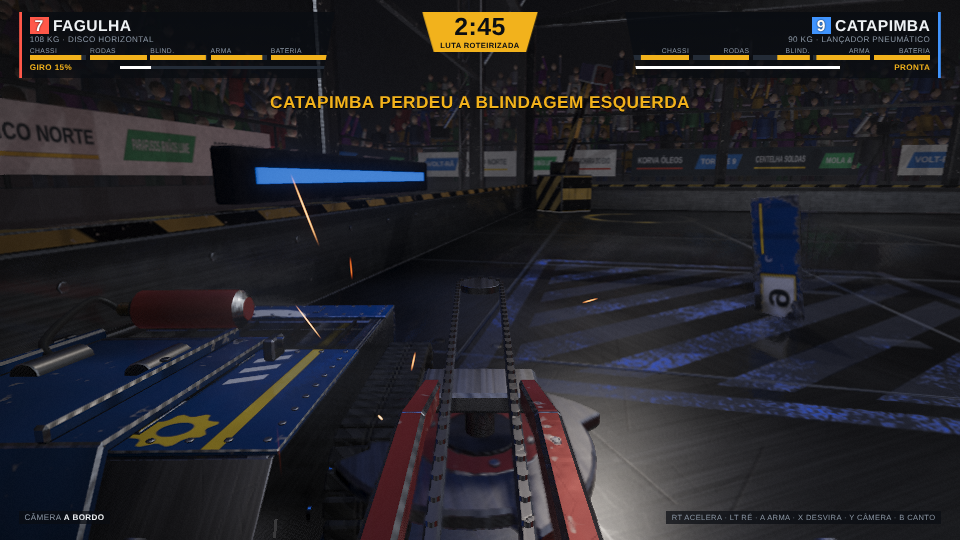 7 FAGULHA
108 KG · DISCO HORIZONTAL
CHASSI RODAS BLIND. ARMA BATERIA
GIRO 15%
2:45
LUTA ROTEIRIZADA
9 CATAPIMBA
90 KG · LANÇADOR PNEUMÁTICO
CHASSI RODAS BLIND. ARMA BATERIA
PRONTA
CATAPIMBA PERDEU A BLINDAGEM ESQUERDA
CO NORTE
NORTE
KORVA ÓLEOS
CENTELHA SOLDAS
MOLA
VOLT-
CÂMERA A BORDO
RT ACELERA · LT RÉ · A ARMA · X DESVIRA · Y CÂMERA · B CANTO